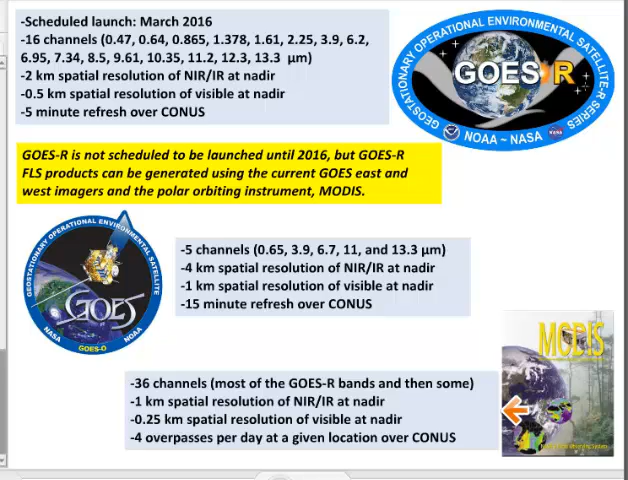 -Scheduled launch: March 2016
-16 channels (0.47, 0.64, 0.865, 1.378, 1.61, 2.25, 3.9, 6.2,
6.95, 7.34, 8.5, 9.61, 10.35, 11.2, 12.3, 13.3 μm)
-2 km spatial resolution of NIR/IR at nadir
-0.5 km spatial resolution of visible at nadir
-5 minute refresh over CONUS
GEOSTATIONARY OPERATIONAL ENVIRONMENTAL SATELLITE-R SERIES
GOES R
NOAA ~ NASA
GOES-R is not scheduled to be launched until 2016, but GOES-R
FLS products can be generated using the current GOES east and
west imagers and the polar orbiting instrument, MODIS.
GEOSTATIONARY OPERATIONAL ENVIRONMENTAL SATELLITE
GOES
NASA
GOES-O
NOAA
-5 channels (0.65, 3.9, 6.7, 11, and 13.3 μm)
-4 km spatial resolution of NIR/IR at nadir
-1 km spatial resolution of visible at nadir
-15 minute refresh over CONUS
MODIS
-36 channels (most of the GOES-R bands and then some)
-1 km spatial resolution of NIR/IR at nadir
-0.25 km spatial resolution of visible at nadir
-4 overpasses per day at a given location over CONUS